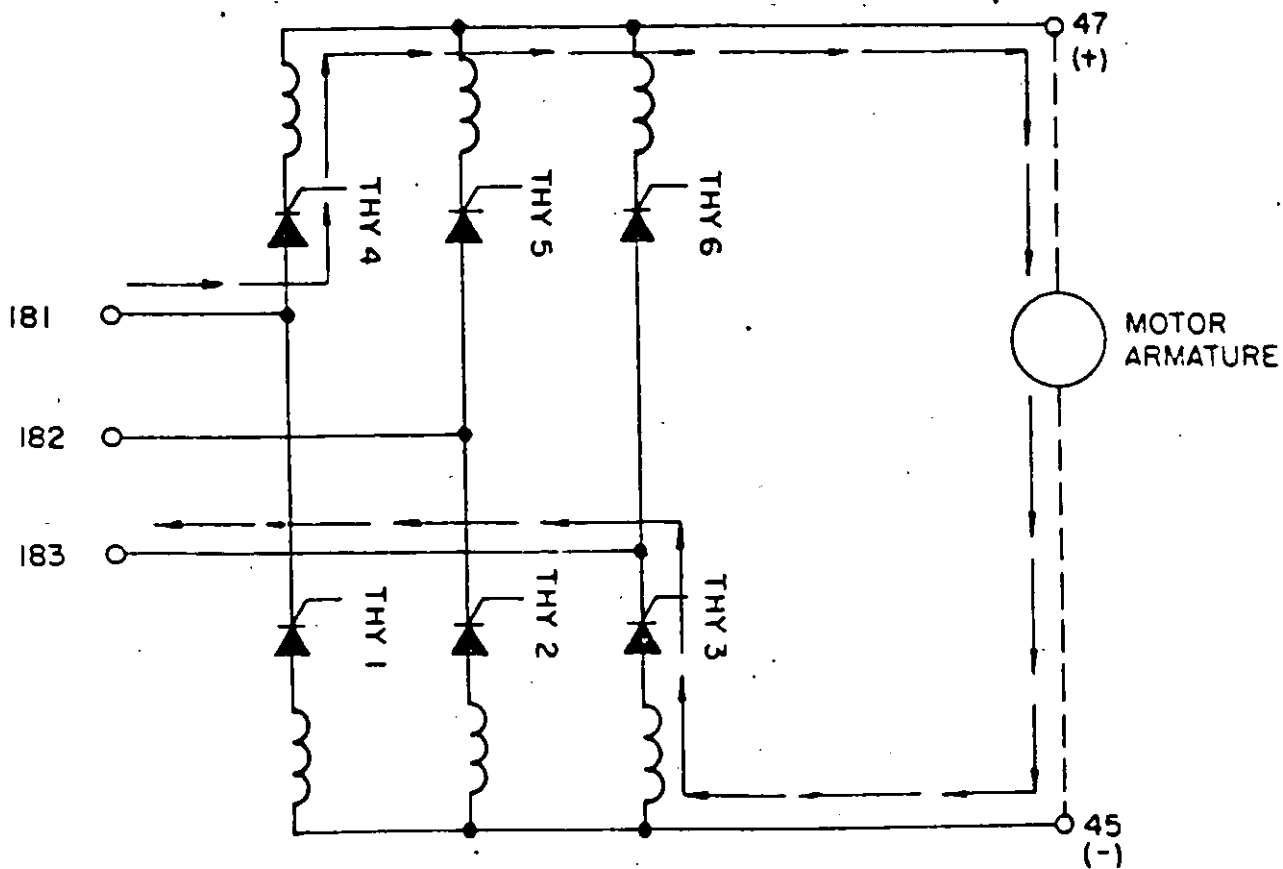 47
(+)
THY 4
THY 5
THY 6
181
MOTOR
ARMATURE
182
183
THY 1
THY 2
THY 3
45
(-)